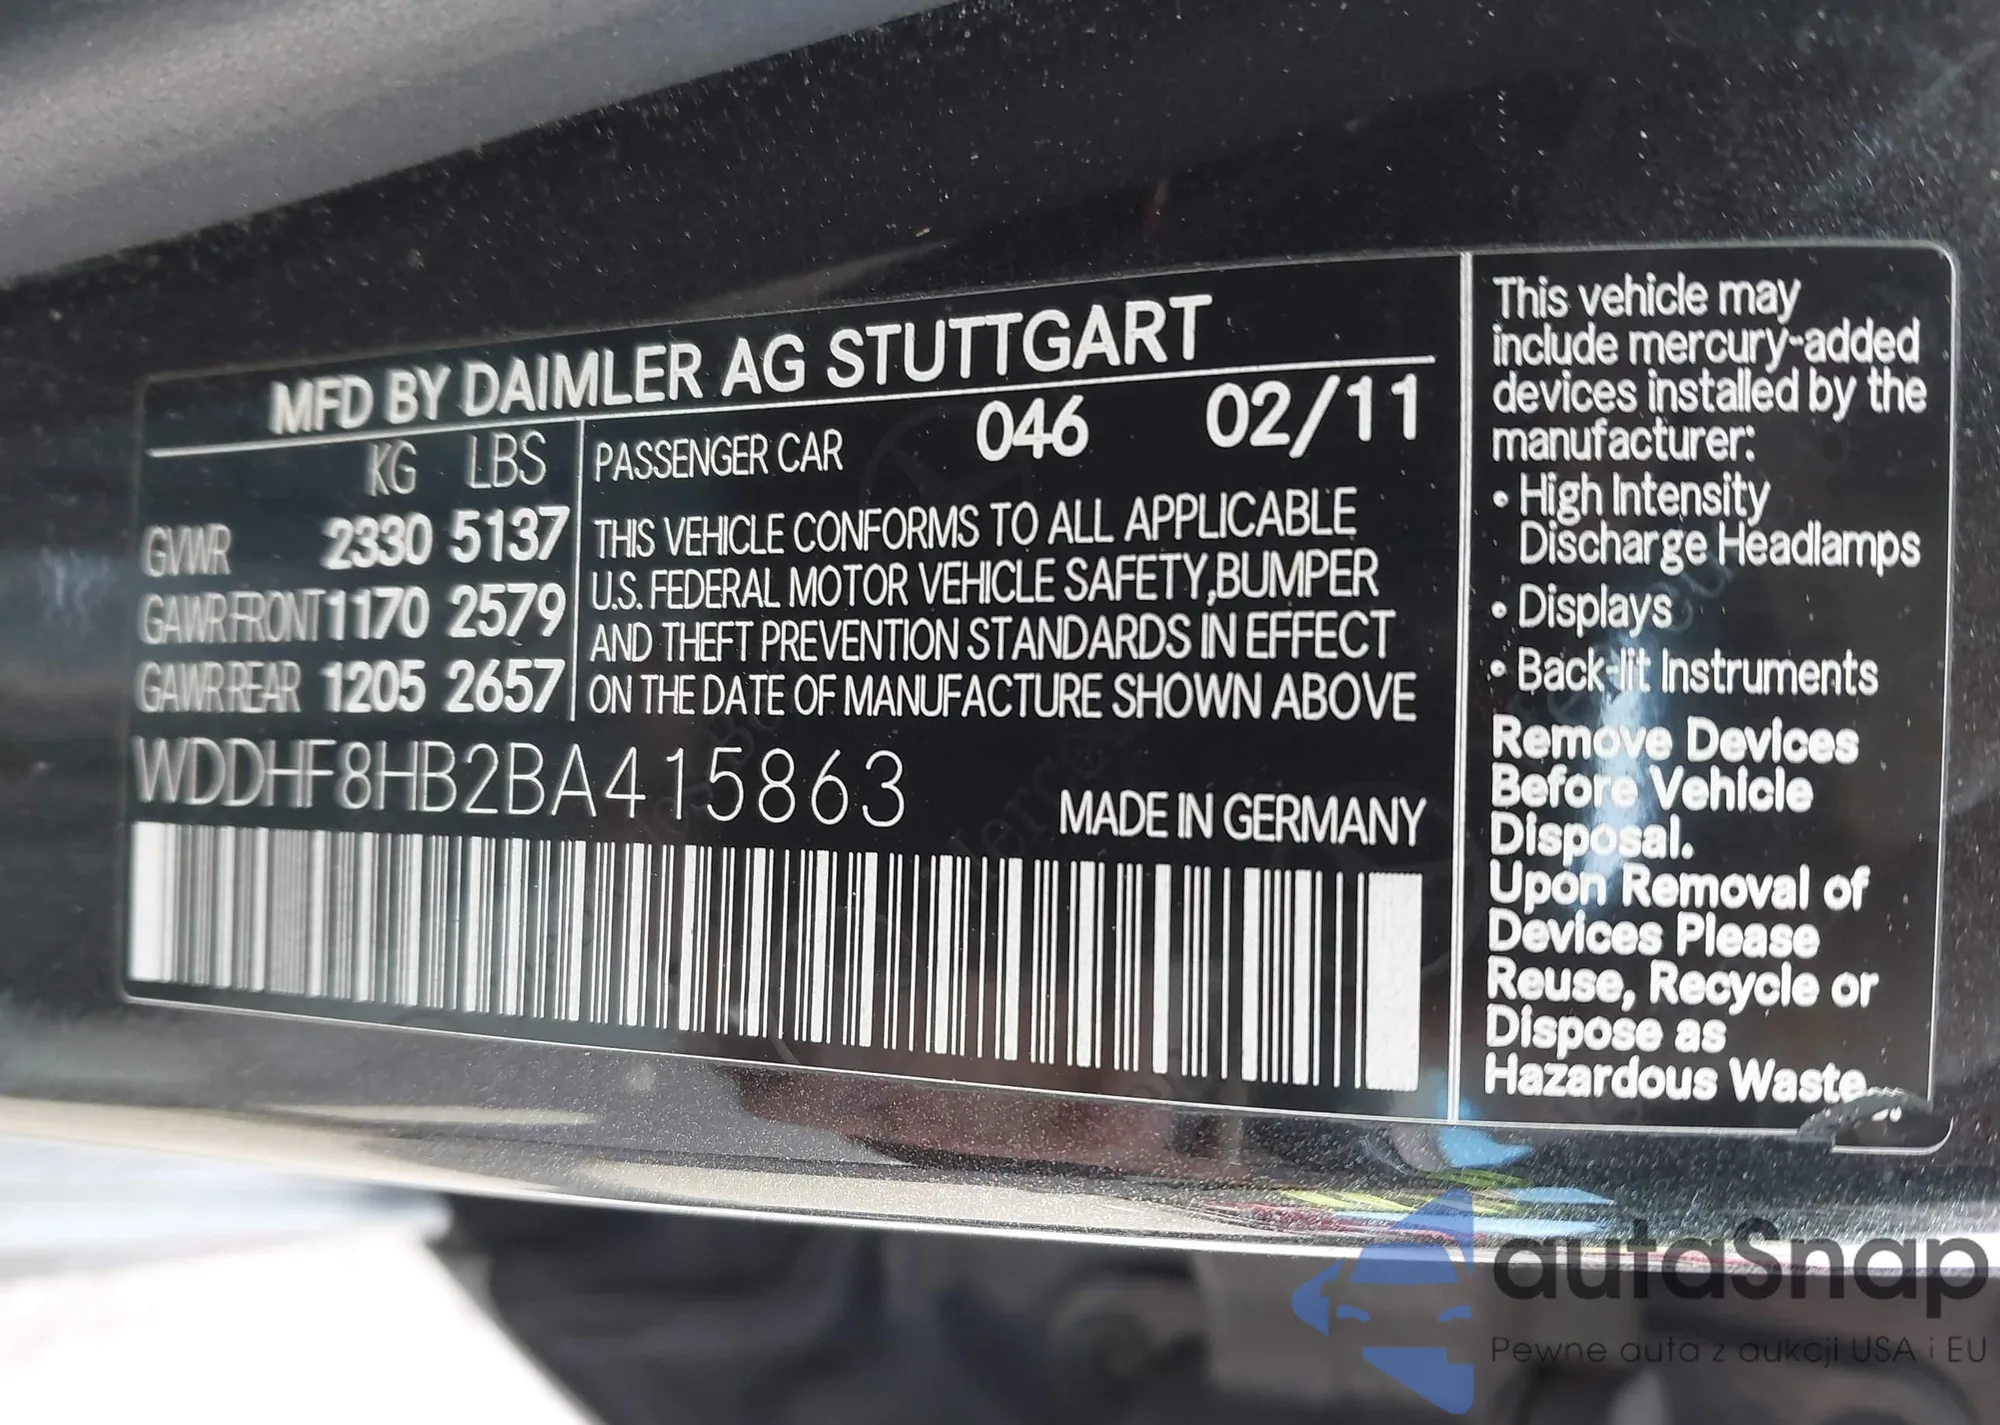 MFD BY DAIMLER AG STUTTGART
KG LBS
GVWR 2330 5137
GAWR FRONT 1170 2579
GAWR REAR 1205 2657
PASSENGER CAR 046 02/11
THIS VEHICLE CONFORMS TO ALL APPLICABLE
U.S. FEDERAL MOTOR VEHICLE SAFETY,BUMPER
AND THEFT PREVENTION STANDARDS IN EFFECT
ON THE DATE OF MANUFACTURE SHOWN ABOVE
WDDHF8HB2BA415863
MADE IN GERMANY
This vehicle may
include mercury-added
devices installed by the
manufacturer:
• High Intensity
Discharge Headlamps
• Displays
• Back-lit Instruments
Remove Devices
Before Vehicle
Disposal.
Upon Removal of
Devices Please
Reuse, Recycle or
Dispose as
Hazardous Waste.
autaSnap
Pewne auta z aukcji USA i EU